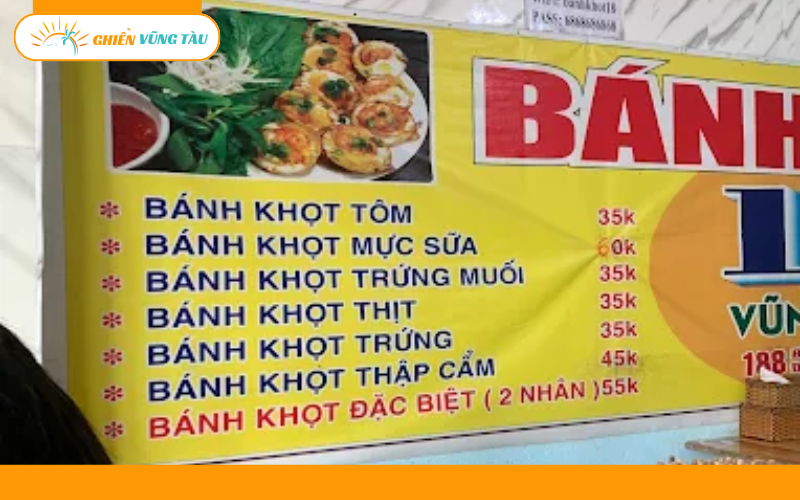 GHIỀN VŨNG TÀU
PASS: 6868686868
BÁNH
BÁNH KHỌT TÔM 35k
BÁNH KHỌT MỰC SỮA 60k
BÁNH KHỌT TRỨNG MUỐI 35k
BÁNH KHỌT THỊT 35k
BÁNH KHỌT TRỨNG 35k
BÁNH KHỌT THẬP CẨM 45k
BÁNH KHỌT ĐẶC BIỆT ( 2 NHÂN ) 55k
VŨN
188